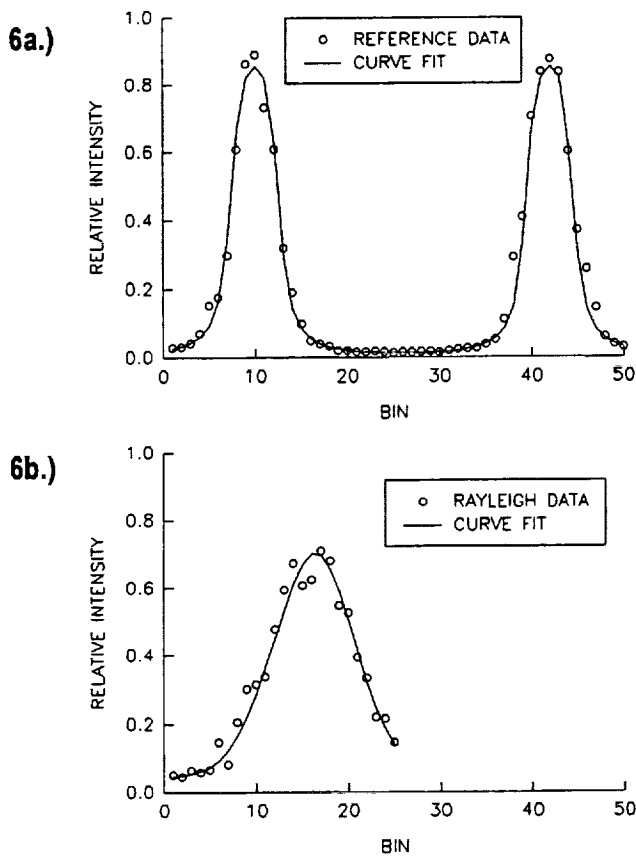 6a.)
REFERENCE DATA
CURVE FIT
RELATIVE INTENSITY
1.0
0.8
0.6
0.4
0.2
0.0
0 10 20 30 40 50
BIN
6b.)
RAYLEIGH DATA
CURVE FIT
RELATIVE INTENSITY
1.0
0.8
0.6
0.4
0.2
0.0
0 10 20 30 40 50
BIN